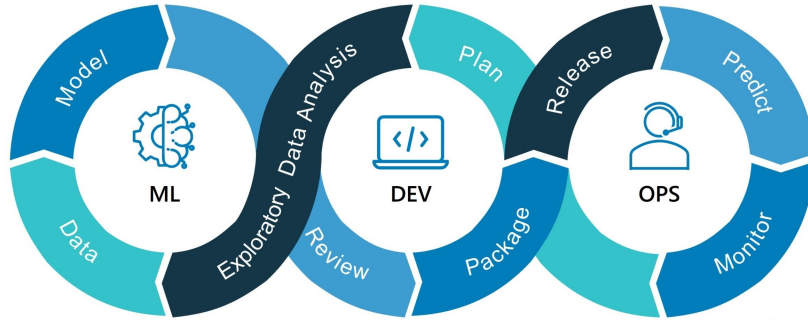 Model
Data
ML
Exploratory Data Analysis
Review
</>
DEV
Plan
Package
Release
OPS
Predict
Monitor